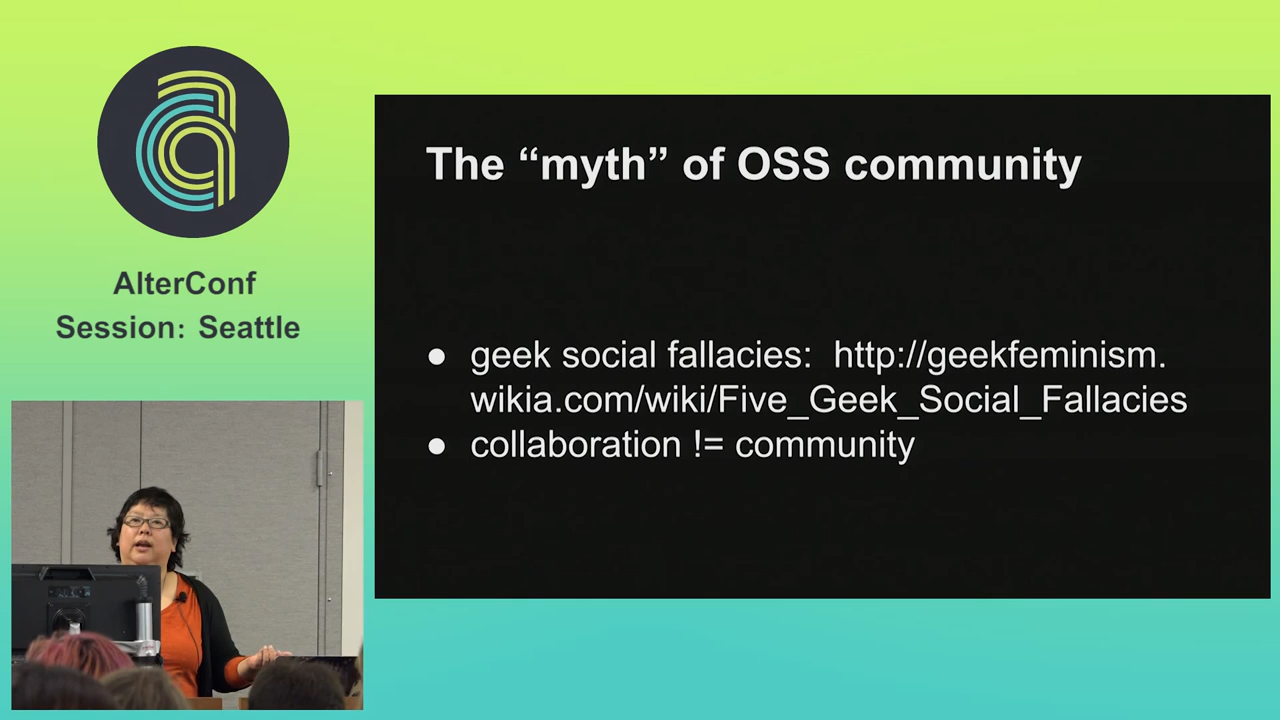 AlterConf
Session: Seattle
The “myth” of OSS community
● geek social fallacies: http://geekfeminism.
wikia.com/wiki/Five_Geek_Social_Fallacies
● collaboration != community